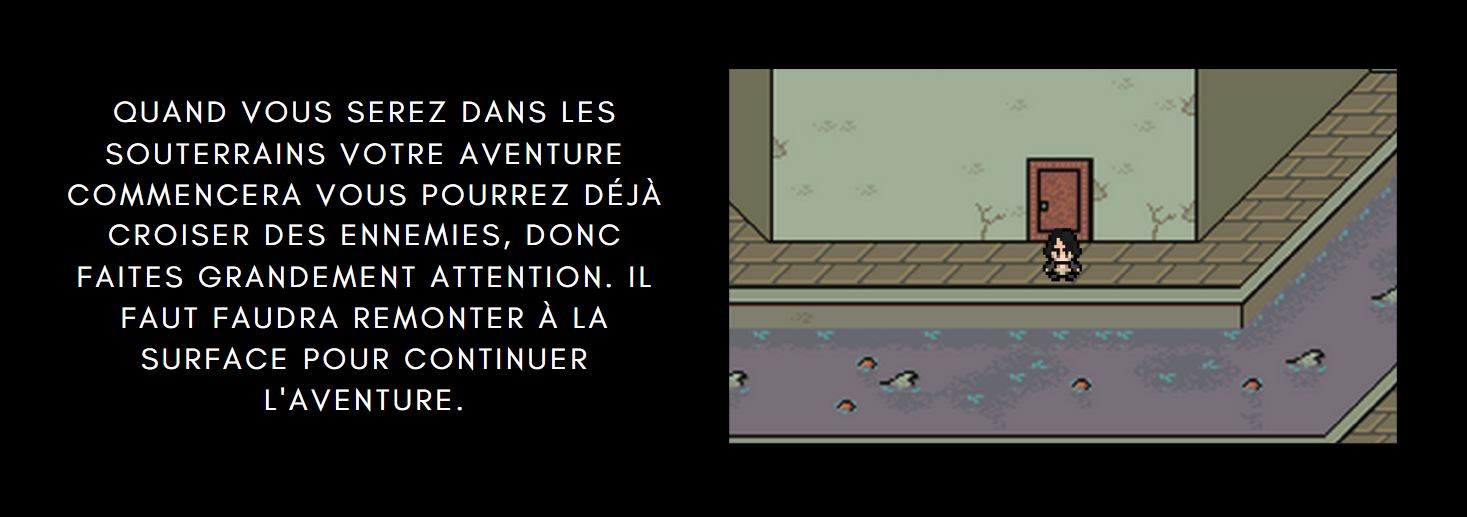 QUAND VOUS SEREZ DANS LES
SOUTERRAINS VOTRE AVENTURE
COMMENCERA VOUS POURREZ DÉJÀ
CROISER DES ENNEMIES, DONC
FAITES GRANDEMENT ATTENTION. IL
FAUT FAUDRA REMONTER À LA
SURFACE POUR CONTINUER
L'AVENTURE.